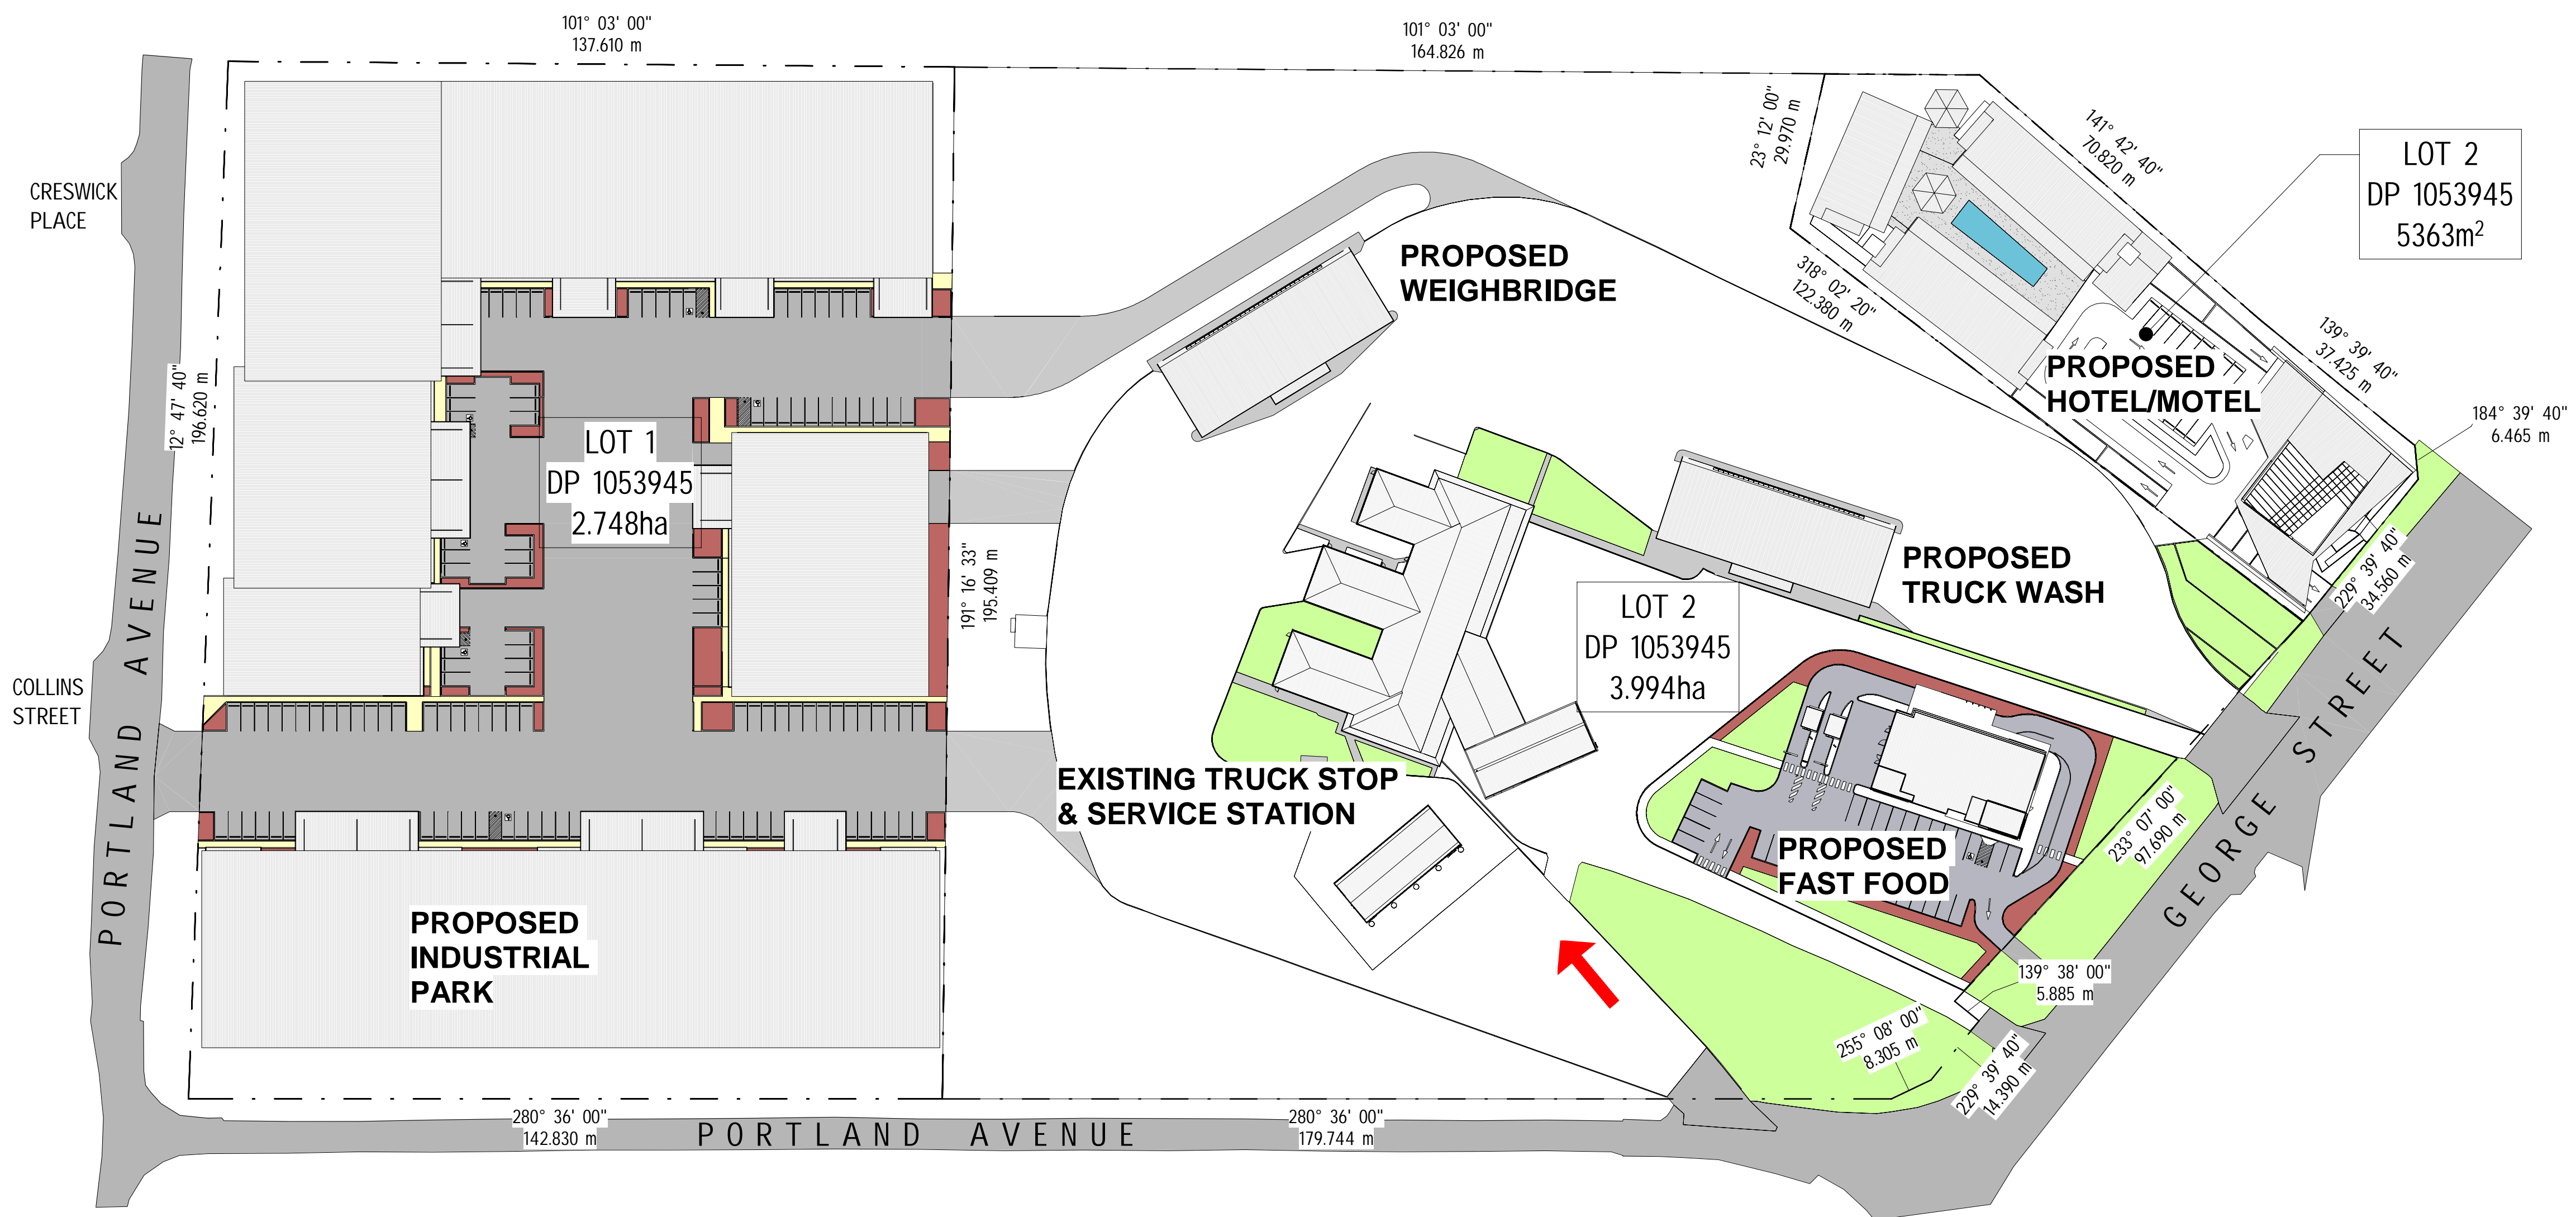 101° 03' 00"
137.610 m
101° 03' 00"
164.826 m
CRESWICK
PLACE
23° 12' 00"
29.970 m
141° 42' 40"
70.820 m
LOT 2
DP 1053945
5363m²
PROPOSED
WEIGHBRIDGE
318° 02' 20"
122.380 m
PROPOSED
HOTEL/MOTEL
139° 39' 40"
37.425 m
184° 39' 40"
6.465 m
12° 47' 40"
196.620 m
LOT 1
DP 1053945
2.748ha
191° 16' 33"
195.409 m
PROPOSED
TRUCK WASH
229° 39' 40"
34.560 m
LOT 2
DP 1053945
3.994ha
COLLINS
STREET
PORTLAND AVENUE
EXISTING TRUCK STOP
& SERVICE STATION
PROPOSED
FAST FOOD
233° 07' 00"
97.690 m
GEORGE STREET
PROPOSED
INDUSTRIAL
PARK
139° 38' 00"
5.885 m
255° 08' 00"
8.305 m
229° 39' 40"
14.390 m
280° 36' 00"
142.830 m
PORTLAND AVENUE
280° 36' 00"
179.744 m